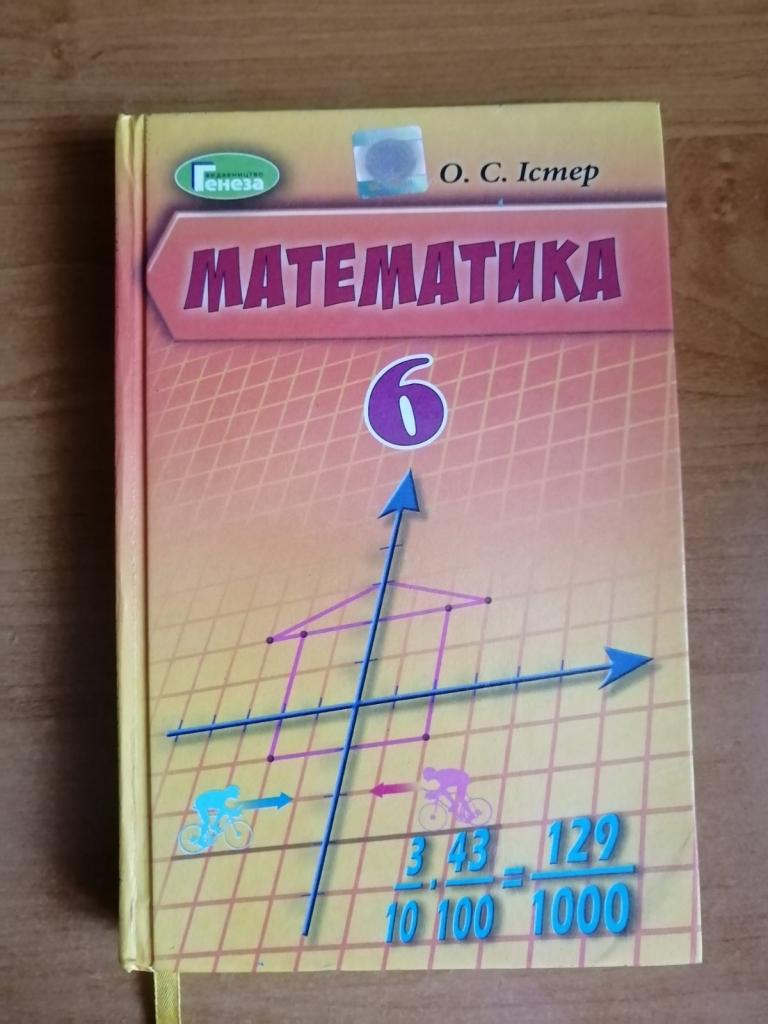 видавництво
Генеза
О. С. Істер
МАТЕМАТИКА
6
3/10 · 43/100 = 129/1000